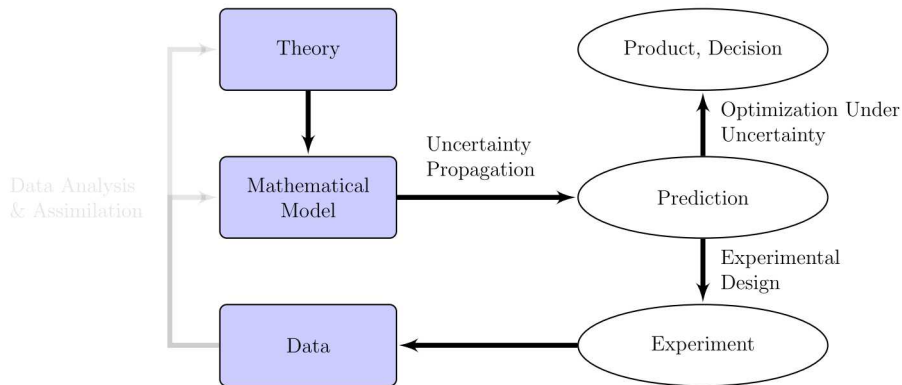 Theory
Product, Decision
Optimization Under
Uncertainty
Uncertainty
Propagation
Data Analysis
& Assimilation
Mathematical
Model
Prediction
Experimental
Design
Data
Experiment